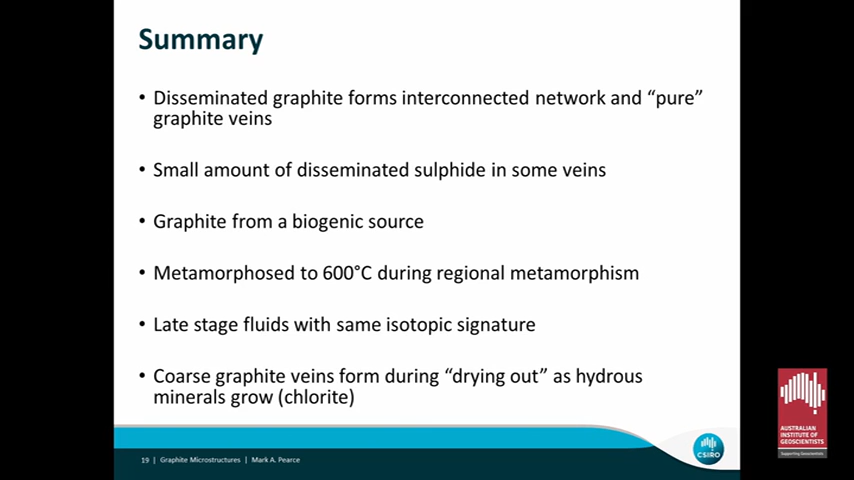 Summary
• Disseminated graphite forms interconnected network and “pure”
graphite veins
• Small amount of disseminated sulphide in some veins
• Graphite from a biogenic source
• Metamorphosed to 600°C during regional metamorphism
• Late stage fluids with same isotopic signature
• Coarse graphite veins form during “drying out” as hydrous
minerals grow (chlorite)
19 | Graphite Microstructures | Mark A. Pearce
CSIRO
AUSTRALIAN
INSTITUTE OF
GEOSCIENTISTS
Supporting Geoscientists